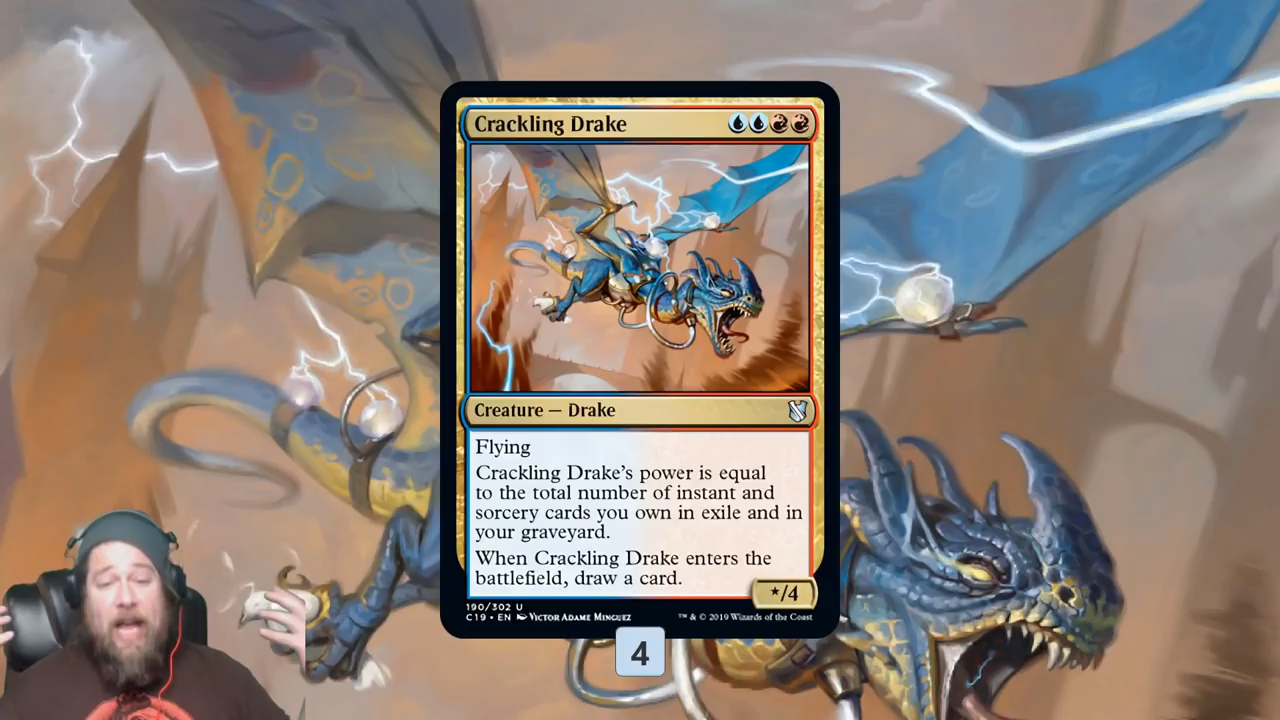 Crackling Drake
Creature — Drake
Flying
Crackling Drake's power is equal
to the total number of instant and
sorcery cards you own in exile and in
your graveyard.
When Crackling Drake enters the
battlefield, draw a card.
★/4
190/302 U
C19 • EN VICTOR ADAME MINGUEZ
™ & © 2019 Wizards of the Coast
4